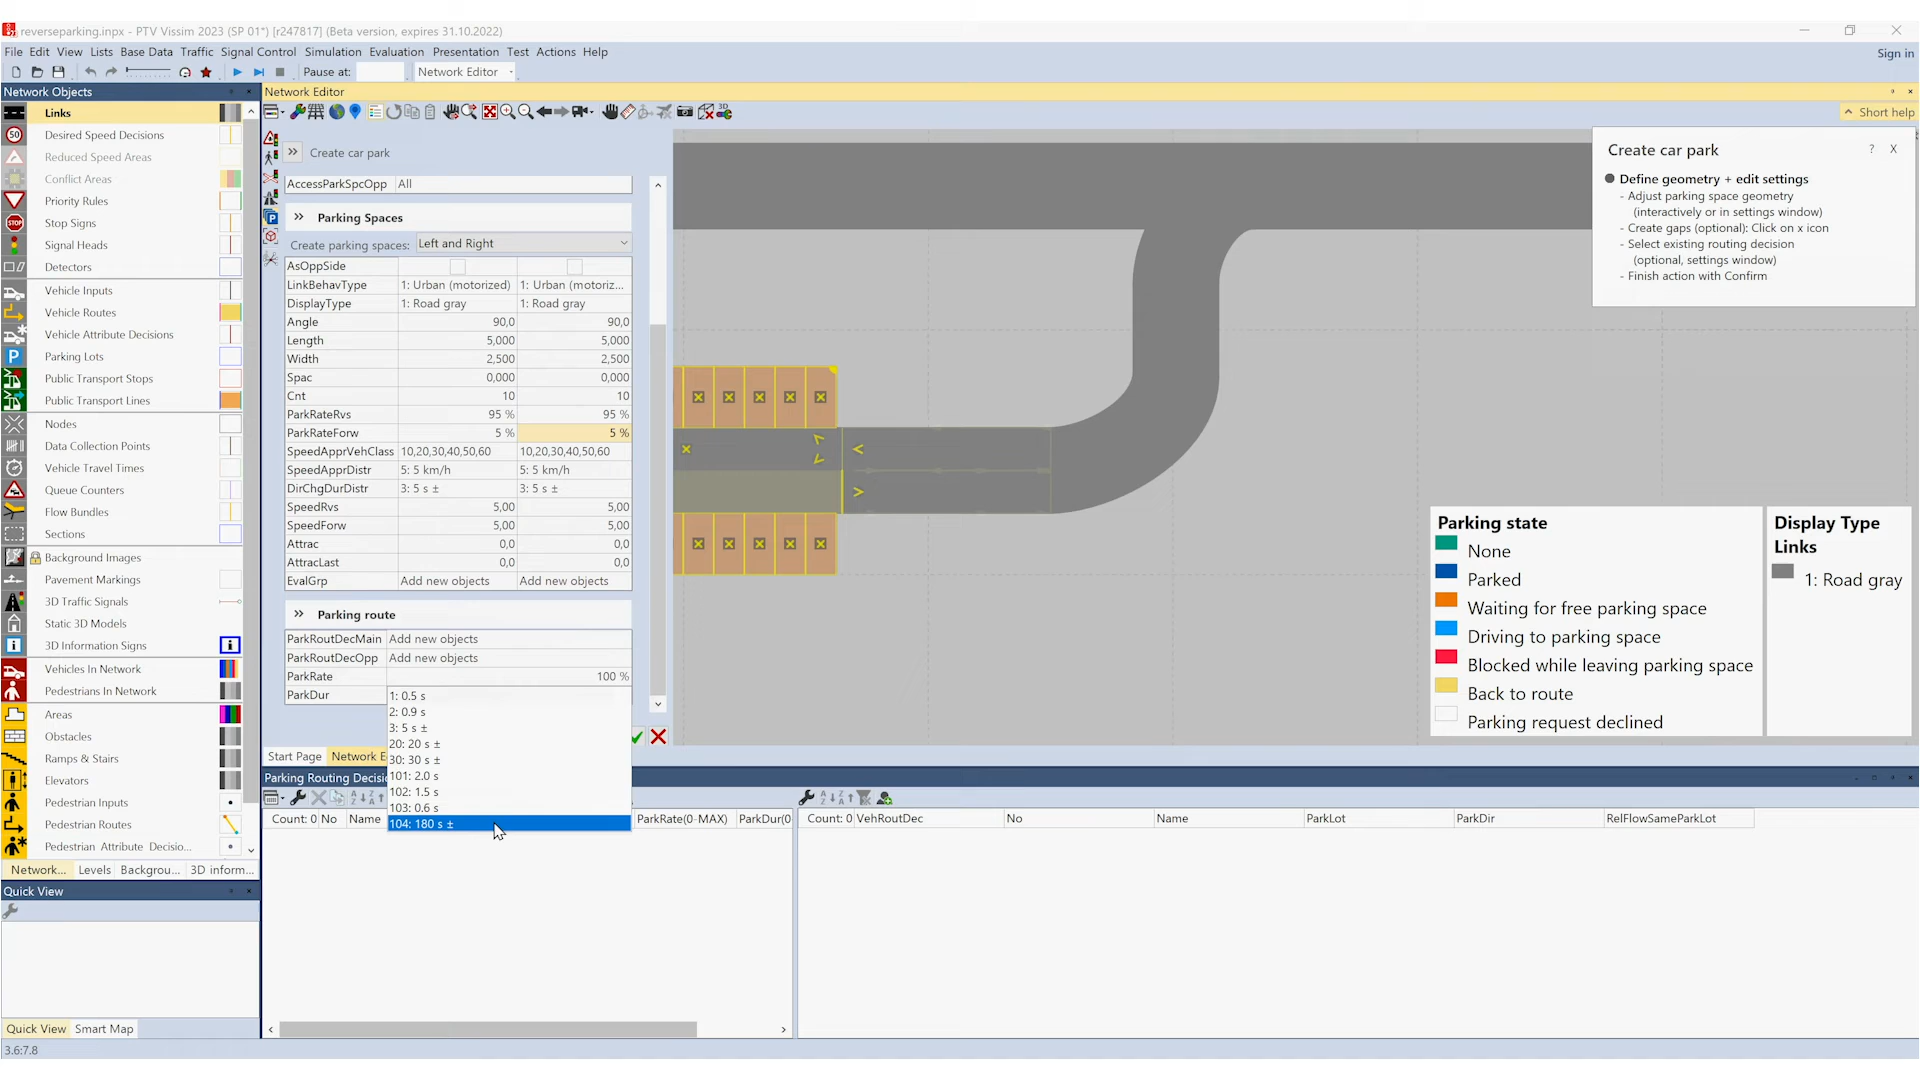 reverseparking.inpx - PTV Vissim 2023 (SP 01*) [r247817] (Beta version, expires 31.10.2022)
File Edit View Lists Base Data Traffic Signal Control Simulation Evaluation Presentation Test Actions Help
Sign in
Pause at: Network Editor
Network Objects
Network Editor
Links
Short help
50 Desired Speed Decisions
Reduced Speed Areas
Conflict Areas
Priority Rules
STOP Stop Signs
Signal Heads
Detectors
Vehicle Inputs
Vehicle Routes
Vehicle Attribute Decisions
P Parking Lots
Public Transport Stops
Public Transport Lines
Nodes
Data Collection Points
Vehicle Travel Times
Queue Counters
Flow Bundles
Sections
Background Images
Pavement Markings
3D Traffic Signals
Static 3D Models
3D Information Signs
Vehicles In Network
Pedestrians In Network
Areas
Obstacles
Ramps & Stairs
Elevators
Pedestrian Inputs
Pedestrian Routes
Pedestrian Attribute Decisio...
Network... Levels Backgrou... 3D inform...
Quick View
Quick View Smart Map
3.6:7.8
Create car park
AccessParkSpcOpp All
Parking Spaces
Create parking spaces: Left and Right
AsOppSide
LinkBehavType 1: Urban (motorized) 1: Urban (motoriz...
DisplayType 1: Road gray 1: Road gray
Angle 90,0 90,0
Length 5,000 5,000
Width 2,500 2,500
Spac 0,000 0,000
Cnt 10 10
ParkRateRvs 95 % 95 %
ParkRateForw 5 % 5 %
SpeedApprVehClass 10,20,30,40,50,60 10,20,30,40,50,60
SpeedApprDistr 5: 5 km/h 5: 5 km/h
DirChgDurDistr 3: 5 s ± 3: 5 s ±
SpeedRvs 5,00 5,00
SpeedForw 5,00 5,00
Attrac 0,0 0,0
AttracLast 0,0 0,0
EvalGrp Add new objects Add new objects
Parking route
ParkRoutDecMain Add new objects
ParkRoutDecOpp Add new objects
ParkRate 100 %
ParkDur
1: 0.5 s
2: 0.9 s
3: 5 s ±
20: 20 s ±
30: 30 s ±
101: 2.0 s
102: 1.5 s
103: 0.6 s
104: 180 s ±
Start Page Network E
Create car park ? X
Define geometry + edit settings
- Adjust parking space geometry
(interactively or in settings window)
- Create gaps (optional): Click on x icon
- Select existing routing decision
(optional, settings window)
- Finish action with Confirm
Parking state
None
Parked
Waiting for free parking space
Driving to parking space
Blocked while leaving parking space
Back to route
Parking request declined
Display Type
Links
1: Road gray
Parking Routing Decisi
Count: 0 No Name ParkRate(0-MAX) ParkDur(0
Count: 0 VehRoutDec No Name ParkLot ParkDir RelFlowSameParkLot